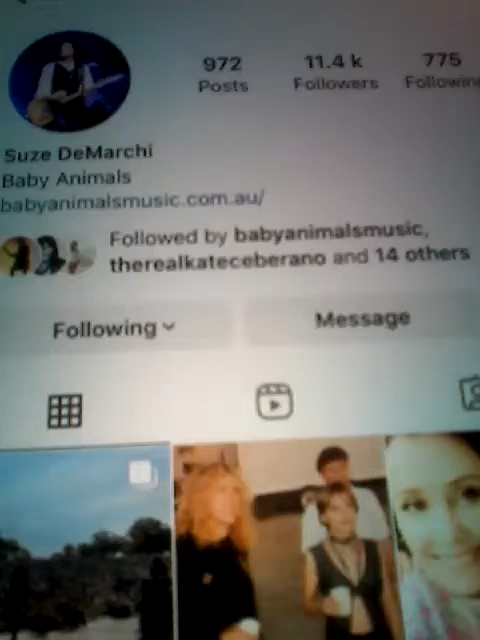 972
Posts
11.4 k
Followers
775
Following
Suze DeMarchi
Baby Animals
babyanimalsmusic.com.au/
Followed by babyanimalsmusic,
therealkateceberano and 14 others
Following
Message